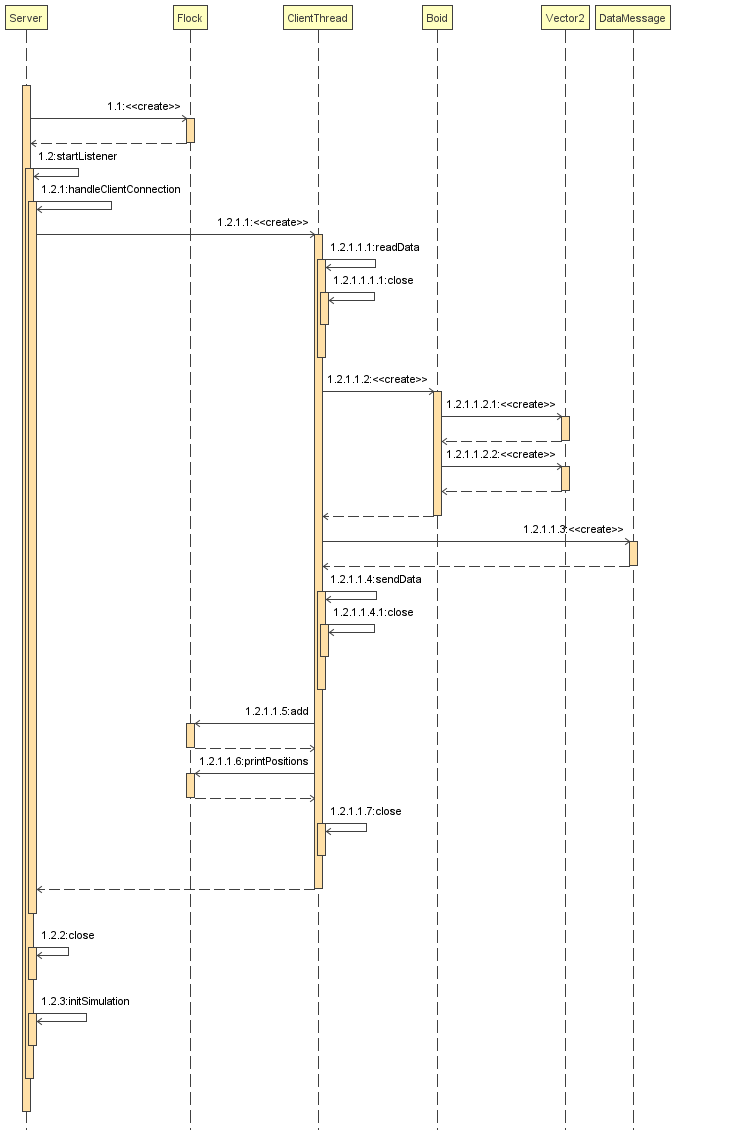 Server
Flock
ClientThread
Boid
Vector2
DataMessage
1.1:<<create>>
1.2:startListener
1.2.1:handleClientConnection
1.2.1.1:<<create>>
1.2.1.1.1:readData
1.2.1.1.1.1:close
1.2.1.1.2:<<create>>
1.2.1.1.2.1:<<create>>
1.2.1.1.2.2:<<create>>
1.2.1.1.3:<<create>>
1.2.1.1.4:sendData
1.2.1.1.4.1:close
1.2.1.1.5:add
1.2.1.1.6:printPositions
1.2.1.1.7:close
1.2.2:close
1.2.3:initSimulation